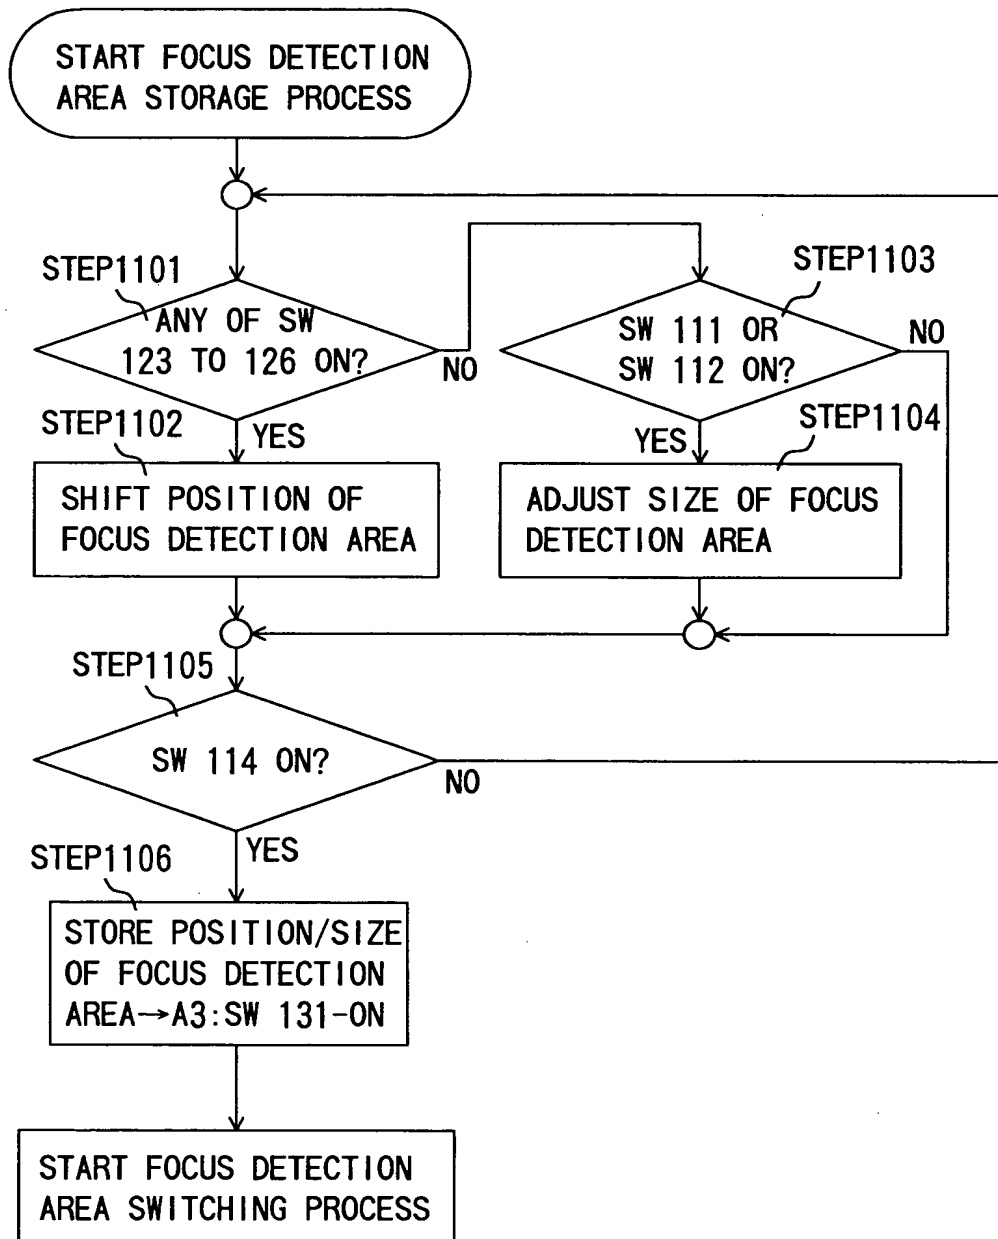 START FOCUS DETECTION
AREA STORAGE PROCESS
STEP1101
ANY OF SW
123 TO 126 ON?
NO
YES
STEP1103
SW 111 OR
SW 112 ON?
NO
YES
STEP1102
SHIFT POSITION OF
FOCUS DETECTION AREA
STEP1104
ADJUST SIZE OF FOCUS
DETECTION AREA
STEP1105
SW 114 ON?
NO
YES
STEP1106
STORE POSITION/SIZE
OF FOCUS DETECTION
AREA→A3:SW 131-ON
START FOCUS DETECTION
AREA SWITCHING PROCESS